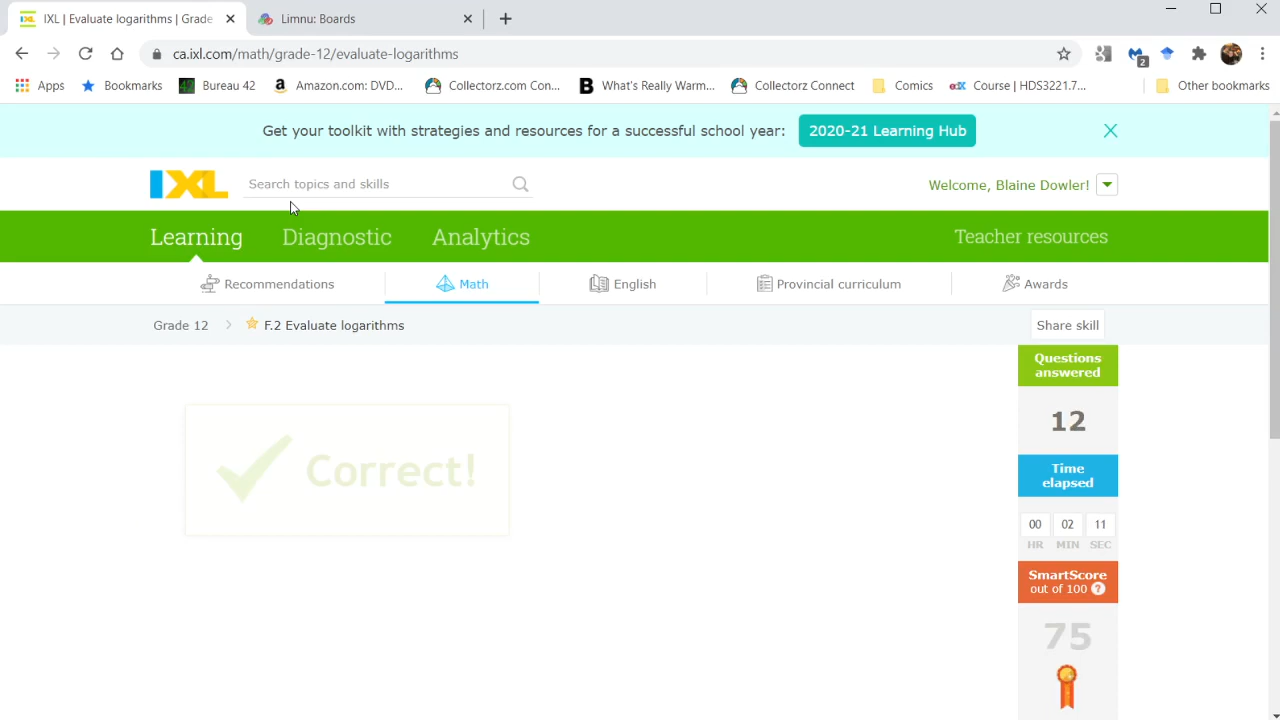 IXL | Evaluate logarithms | Grade
Limnu: Boards
ca.ixl.com/math/grade-12/evaluate-logarithms
2
Apps
Bookmarks
42
Bureau 42
Amazon.com: DVD...
Collectorz.com Con...
B
What's Really Warm...
Collectorz Connect
Comics
edX
Course | HDS3221.7...
Other bookmarks
Get your toolkit with strategies and resources for a successful school year:
2020-21 Learning Hub
IXL
Search topics and skills
Welcome, Blaine Dowler!
Learning
Diagnostic
Analytics
Teacher resources
Recommendations
Math
English
Provincial curriculum
Awards
Grade 12
F.2 Evaluate logarithms
Share skill
Correct!
Questions
answered
12
Time
elapsed
00 02 11
HR MIN SEC
SmartScore
out of 100 ?
75